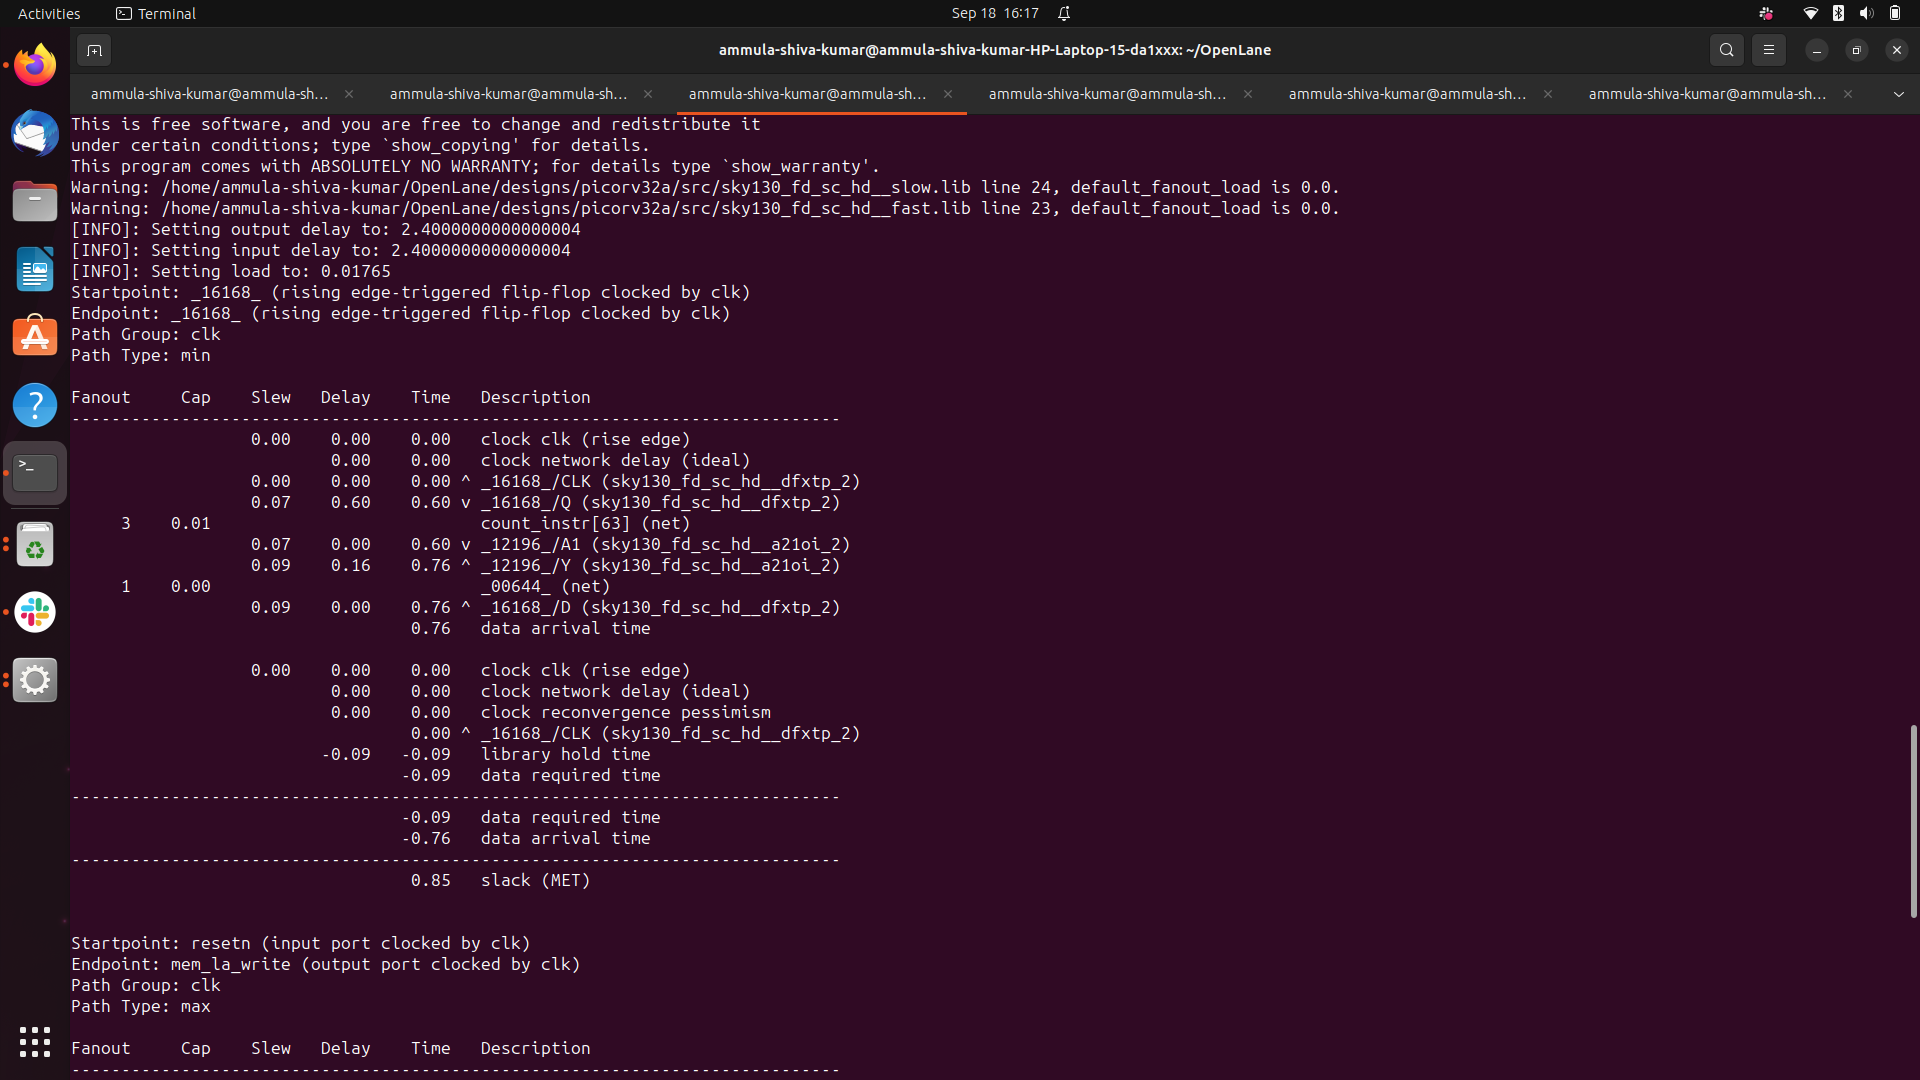 Activities
Terminal
Sep 18 16:17
ammula-shiva-kumar@ammula-shiva-kumar-HP-Laptop-15-da1xxx: ~/OpenLane
ammula-shiva-kumar@ammula-sh... × ammula-shiva-kumar@ammula-sh... × ammula-shiva-kumar@ammula-sh... × ammula-shiva-kumar@ammula-sh... × ammula-shiva-kumar@ammula-sh... × ammula-shiva-kumar@ammula-sh... ×
This is free software, and you are free to change and redistribute it
under certain conditions; type `show_copying' for details.
This program comes with ABSOLUTELY NO WARRANTY; for details type `show_warranty'.
Warning: /home/ammula-shiva-kumar/OpenLane/designs/picorv32a/src/sky130_fd_sc_hd__slow.lib line 24, default_fanout_load is 0.0.
Warning: /home/ammula-shiva-kumar/OpenLane/designs/picorv32a/src/sky130_fd_sc_hd__fast.lib line 23, default_fanout_load is 0.0.
[INFO]: Setting output delay to: 2.4000000000000004
[INFO]: Setting input delay to: 2.4000000000000004
[INFO]: Setting load to: 0.01765
Startpoint: _16168_ (rising edge-triggered flip-flop clocked by clk)
Endpoint: _16168_ (rising edge-triggered flip-flop clocked by clk)
Path Group: clk
Path Type: min
Fanout     Cap    Slew   Delay    Time   Description
-----------------------------------------------------------------------------
                  0.00    0.00    0.00   clock clk (rise edge)
                          0.00    0.00   clock network delay (ideal)
                  0.00    0.00    0.00 ^ _16168_/CLK (sky130_fd_sc_hd__dfxtp_2)
                  0.07    0.60    0.60 v _16168_/Q (sky130_fd_sc_hd__dfxtp_2)
     3    0.01                           count_instr[63] (net)
                  0.07    0.00    0.60 v _12196_/A1 (sky130_fd_sc_hd__a21oi_2)
                  0.09    0.16    0.76 ^ _12196_/Y (sky130_fd_sc_hd__a21oi_2)
     1    0.00                           _00644_ (net)
                  0.09    0.00    0.76 ^ _16168_/D (sky130_fd_sc_hd__dfxtp_2)
                                  0.76   data arrival time
                  0.00    0.00    0.00   clock clk (rise edge)
                          0.00    0.00   clock network delay (ideal)
                          0.00    0.00   clock reconvergence pessimism
                                  0.00 ^ _16168_/CLK (sky130_fd_sc_hd__dfxtp_2)
                         -0.09   -0.09   library hold time
                                 -0.09   data required time
-----------------------------------------------------------------------------
                                 -0.09   data required time
                                 -0.76   data arrival time
-----------------------------------------------------------------------------
                                  0.85   slack (MET)
Startpoint: resetn (input port clocked by clk)
Endpoint: mem_la_write (output port clocked by clk)
Path Group: clk
Path Type: max
Fanout     Cap    Slew   Delay    Time   Description
-----------------------------------------------------------------------------